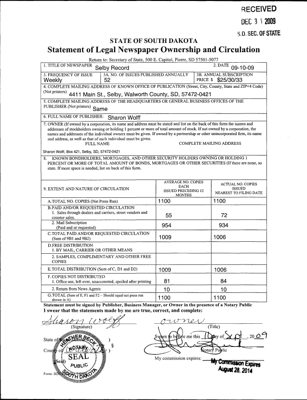 RECEIVED
DEC 31 2009
S.D. SEC. OF STATE
STATE OF SOUTH DAKOTA
Statement of Legal Newspaper Ownership and Circulation
Return to: Secretary of State, 500 E. Capitol, Pierre, SD 57501-5077
1. TITLE OF NEWSPAPER Selby Record
2. DATE 09-10-09
3. FREQUENCY OF ISSUE Weekly
3A. NO. OF ISSUES PUBLISHED ANNUALLY 52
3B. ANNUAL SUBSCRIPTION PRICE $ $25/30/33
4. COMPLETE MAILING ADDRESS OF KNOWN OFFICE OF PUBLICATION (Street, City, County, State and ZIP+4 Code)
(Not printers) 4411 Main St., Selby, Walworth County, SD, 57472-0421
5. COMPLETE MAILING ADDRESS OF THE HEADQUARTERS OR GENERAL BUSINESS OFFICES OF THE
PUBLISHER (Not printers) Same
6. FULL NAME OF PUBLISHER: Sharon Wolff
7. OWNER (If owned by a corporation, its name and address must be stated and list on the back of this form the names and
addresses of stockholders owning or holding 1 percent or more of total amount of stock. If not owned by a corporation, the
names and addresses of the individual owners must be given. If owned by a partnership or other unincorporated firm, its name
and address, as well as that of each individual must be given.
FULL NAME COMPLETE MAILING ADDRESS
Sharon Wolff, Box 421, Selby, SD, 57472
8. KNOWN BONDHOLDERS, MORTGAGES, AND OTHER SECURITY HOLDERS OWNING OR HOLDING 1
PERCENT OR MORE OF TOTAL AMOUNT OF BONDS, MORTGAGES OR OTHER SECURITIES (If there are none, so
state. If more space is needed, list on back of this form.
9. EXTENT AND NATURE OF CIRCULATION
AVERAGE NO. COPIES EACH ISSUED PRECEDING 12 MONTHS
ACTUAL NO. COPIES ISSUED NEAREST TO FILING DATE
A. TOTAL NO. COPIES (Net Press Run) 1100 1100
B. PAID AND/OR REQUESTED CIRCULATION
1. Sales through dealers and carriers, street vendors and counter sales. 55 72
2. Mail Subscription (Paid and or requested) 954 934
C. TOTAL PAID AND/OR REQUESTED CIRCULATION (Sum of 9B1 and 9B2) 1009 1006
D. FREE DISTRIBUTION
1. BY MAIL, CARRIER OR OTHER MEANS
2. SAMPLES, COMPLIMENTARY AND OTHER FREE COPIES
E. TOTAL DISTRIBUTION (Sum of C, D1 and D2) 1009 1006
F. COPIES NOT DISTRIBUTED
1. Office use, left over, unaccounted, spoiled after printing 81 84
2. Return from News Agents 10 10
G. TOTAL (Sum of E, F1 and F2 - Should equal net press run shown in A) 1100 1100
Statement must be signed by Publisher, Business Manager, or Owner in the presence of a Notary Public
I swear that the statements made by me are true, correct, and complete.
Sharon Wolff owner
(Signature) (Title)
State of
me this day of Sept 2009
County of
Notary Public
NOTARY
SEAL
PUBLIC
SOUTH DAKOTA
My commission expires:
My Commission Expires
August 28, 2014